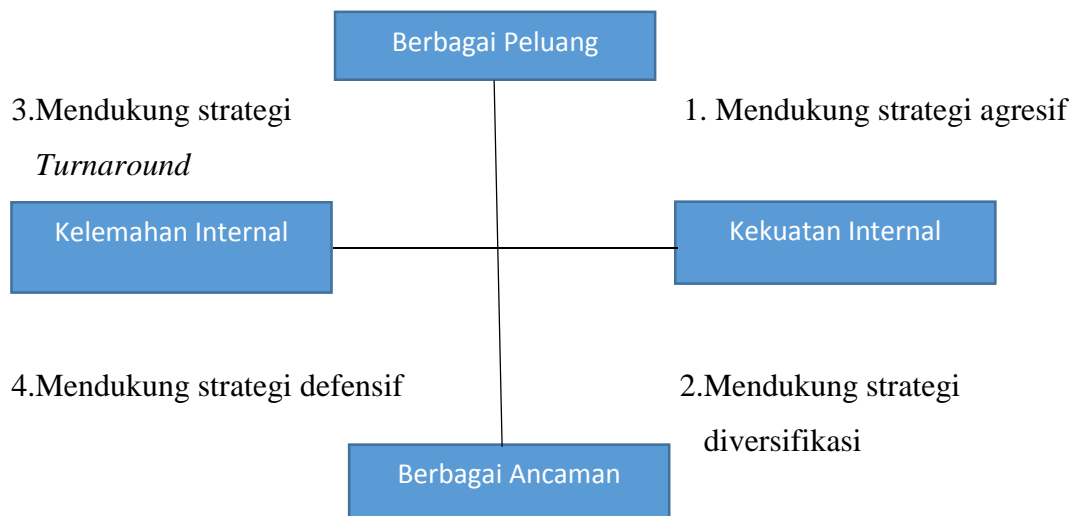 Berbagai Peluang
3.Mendukung strategi
Turnaround
1. Mendukung strategi agresif
Kelemahan Internal
Kekuatan Internal
4.Mendukung strategi defensif
2.Mendukung strategi
diversifikasi
Berbagai Ancaman